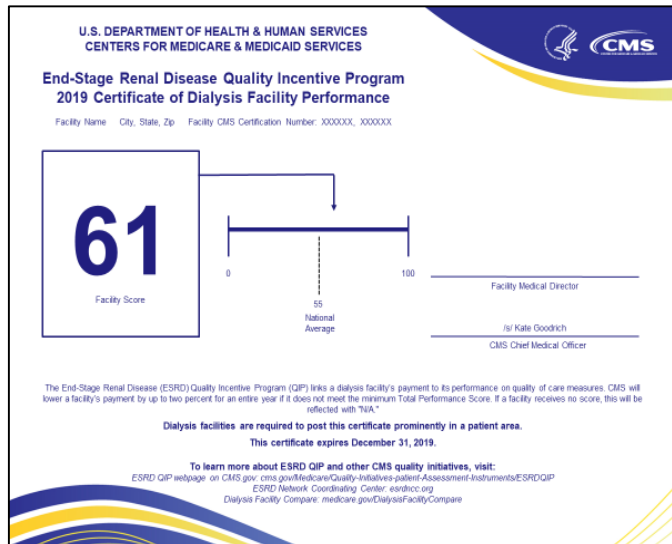 U.S. DEPARTMENT OF HEALTH & HUMAN SERVICES
CENTERS FOR MEDICARE & MEDICAID SERVICES
CMS
End-Stage Renal Disease Quality Incentive Program
2019 Certificate of Dialysis Facility Performance
Facility Name City, State, Zip Facility CMS Certification Number: XXXXXX, XXXXXX
61
Facility Score
0
100
55
National
Average
Facility Medical Director
/s/ Kate Goodrich
CMS Chief Medical Officer
The End-Stage Renal Disease (ESRD) Quality Incentive Program (QIP) links a dialysis facility's payment to its performance on quality of care measures. CMS will
lower a facility's payment by up to two percent for an entire year if it does not meet the minimum Total Performance Score. If a facility receives no score, this will be
reflected with "N/A."
Dialysis facilities are required to post this certificate prominently in a patient area.
This certificate expires December 31, 2019.
To learn more about ESRD QIP and other CMS quality initiatives, visit:
ESRD QIP webpage on CMS.gov: cms.gov/Medicare/Quality-Initiatives-patient-Assessment-Instruments/ESRDQIP
ESRD Network Coordinating Center: esrdncc.org
Dialysis Facility Compare: medicare.gov/DialysisFacilityCompare